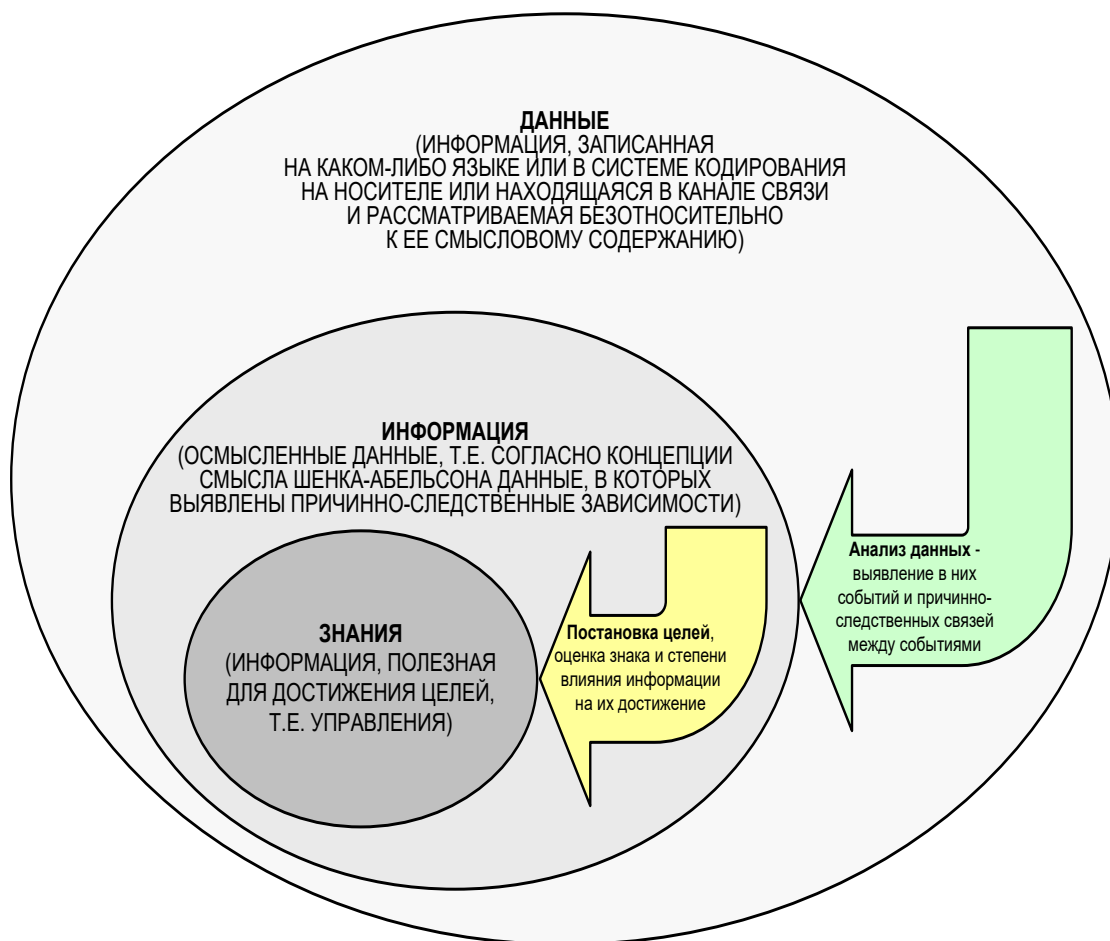 ДАННЫЕ
(ИНФОРМАЦИЯ, ЗАПИСАННАЯ
НА КАКОМ-ЛИБО ЯЗЫКЕ ИЛИ В СИСТЕМЕ КОДИРОВАНИЯ
НА НОСИТЕЛЕ ИЛИ НАХОДЯЩАЯСЯ В КАНАЛЕ СВЯЗИ
И РАССМАТРИВАЕМАЯ БЕЗОТНОСИТЕЛЬНО
К ЕЕ СМЫСЛОВОМУ СОДЕРЖАНИЮ)
ИНФОРМАЦИЯ
(ОСМЫСЛЕННЫЕ ДАННЫЕ, Т.Е. СОГЛАСНО КОНЦЕПЦИИ
СМЫСЛА ШЕНКА-АБЕЛЬСОНА ДАННЫЕ, В КОТОРЫХ
ВЫЯВЛЕНЫ ПРИЧИННО-СЛЕДСТВЕННЫЕ ЗАВИСИМОСТИ)
Анализ данных -
выявление в них
событий и причинно-
следственных связей
между событиями
ЗНАНИЯ
(ИНФОРМАЦИЯ, ПОЛЕЗНАЯ
ДЛЯ ДОСТИЖЕНИЯ ЦЕЛЕЙ,
Т.Е. УПРАВЛЕНИЯ)
Постановка целей,
оценка знака и степени
влияния информации
на их достижение